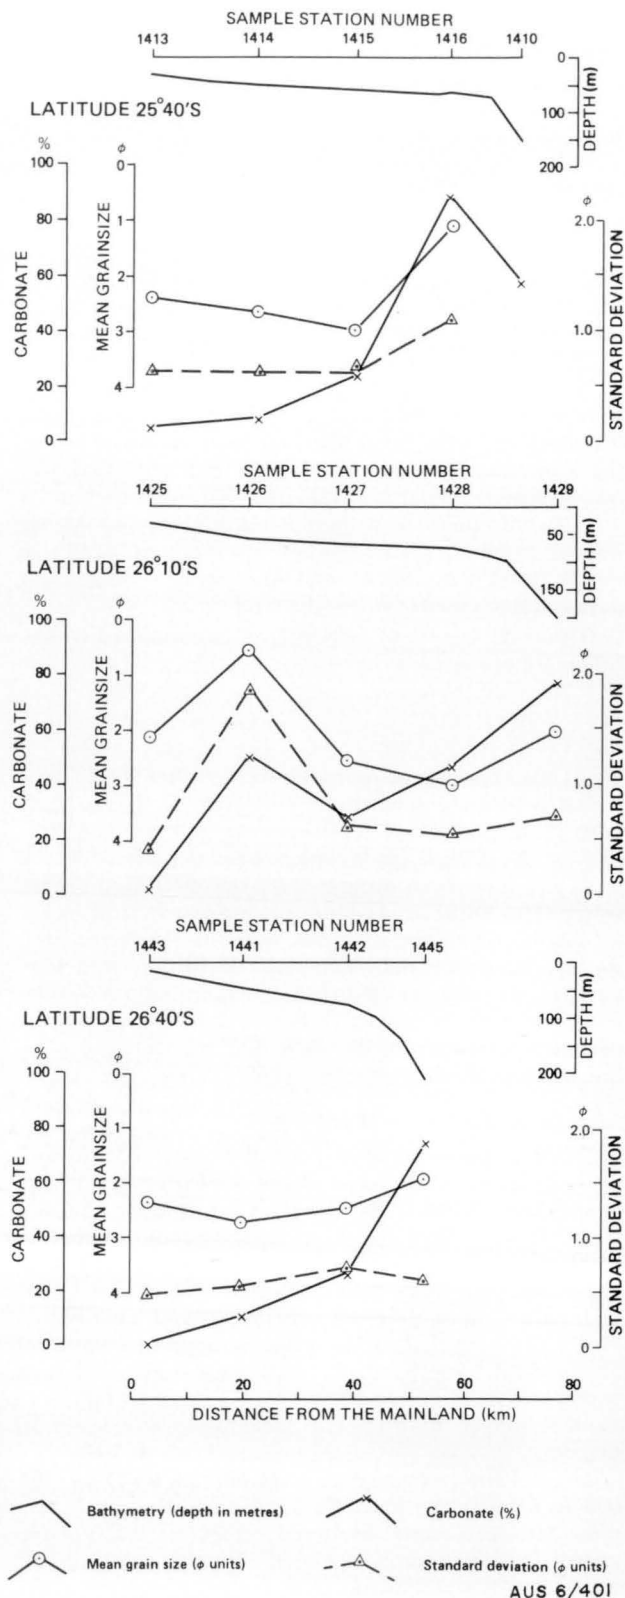 SAMPLE STATION NUMBER
1413 1414 1415 1416 1410
0
100
200
DEPTH (m)
LATITUDE 25°40'S
%
100
80
60
40
20
0
CARBONATE
φ
0
1
2
3
4
MEAN GRAINSIZE
φ
2.0
1.0
0
STANDARD DEVIATION
SAMPLE STATION NUMBER
1425 1426 1427 1428 1429
50
150
DEPTH (m)
LATITUDE 26°10'S
%
100
80
60
40
20
0
CARBONATE
φ
0
1
2
3
4
MEAN GRAINSIZE
φ
2.0
1.0
0
STANDARD DEVIATION
SAMPLE STATION NUMBER
1443 1441 1442 1445
0
100
200
DEPTH (m)
LATITUDE 26°40'S
%
100
80
60
40
20
0
CARBONATE
φ
0
1
2
3
4
MEAN GRAINSIZE
φ
2.0
1.0
0
STANDARD DEVIATION
0 20 40 60 80
DISTANCE FROM THE MAINLAND (km)
Bathymetry (depth in metres)
Carbonate (%)
Mean grain size (φ units)
Standard deviation (φ units)
AUS 6/401